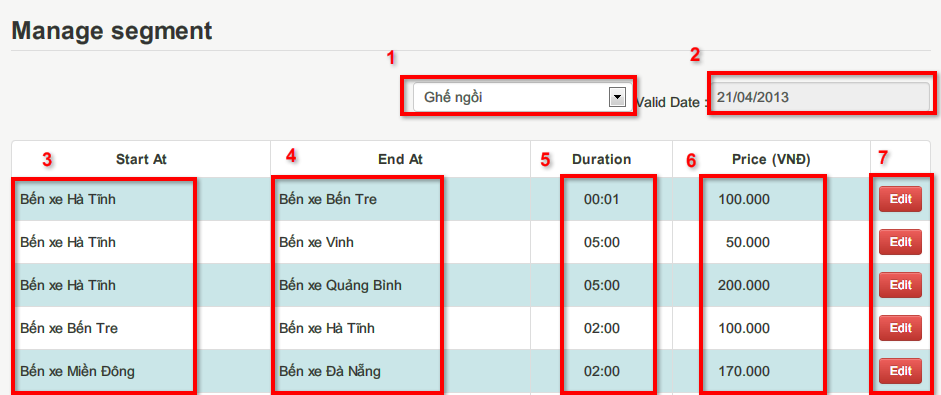 Manage segment
1 2
Ghế ngồi Valid Date : 21/04/2013
3 Start At 4 End At 5 Duration 6 Price (VNĐ) 7
Bến xe Hà Tĩnh Bến xe Bến Tre 00:01 100.000 Edit
Bến xe Hà Tĩnh Bến xe Vinh 05:00 50.000 Edit
Bến xe Hà Tĩnh Bến xe Quảng Bình 05:00 200.000 Edit
Bến xe Bến Tre Bến xe Hà Tĩnh 02:00 100.000 Edit
Bến xe Miền Đông Bến xe Đà Nẵng 02:00 170.000 Edit